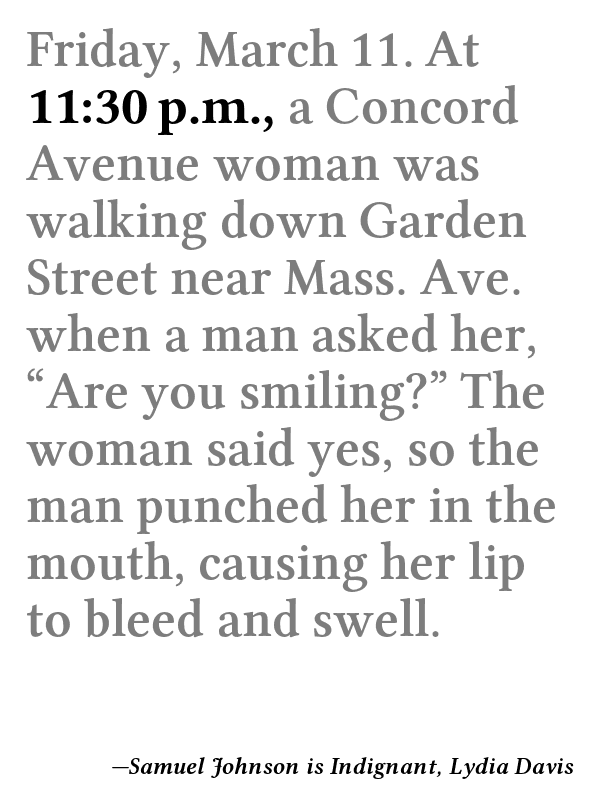 Friday, March 11. At
11:30 p.m., a Concord
Avenue woman was
walking down Garden
Street near Mass. Ave.
when a man asked her,
“Are you smiling?” The
woman said yes, so the
man punched her in the
mouth, causing her lip
to bleed and swell.
—Samuel Johnson is Indignant, Lydia Davis